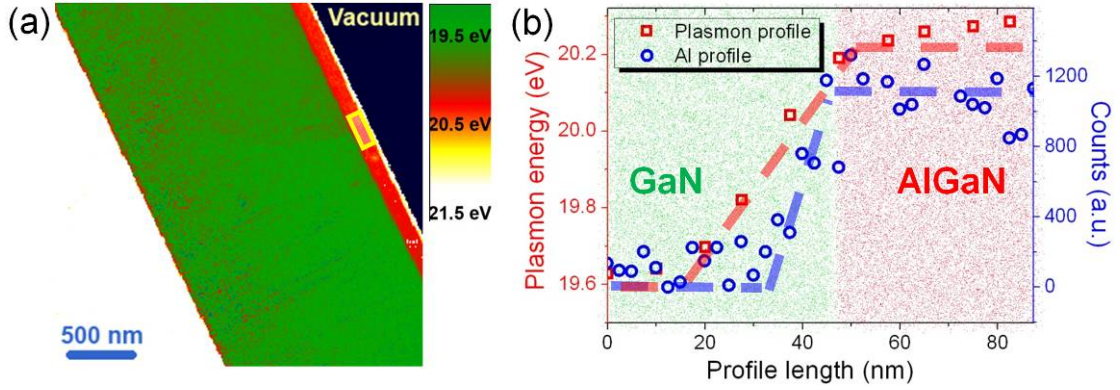 (a)
Vacuum
19.5 eV
20.5 eV
21.5 eV
500 nm
(b)
Plasmon profile
Al profile
GaN
AlGaN
Plasmon energy (eV)
20.2
20.0
19.8
19.6
Counts (a.u.)
1200
800
400
0
0
20
40
60
80
Profile length (nm)